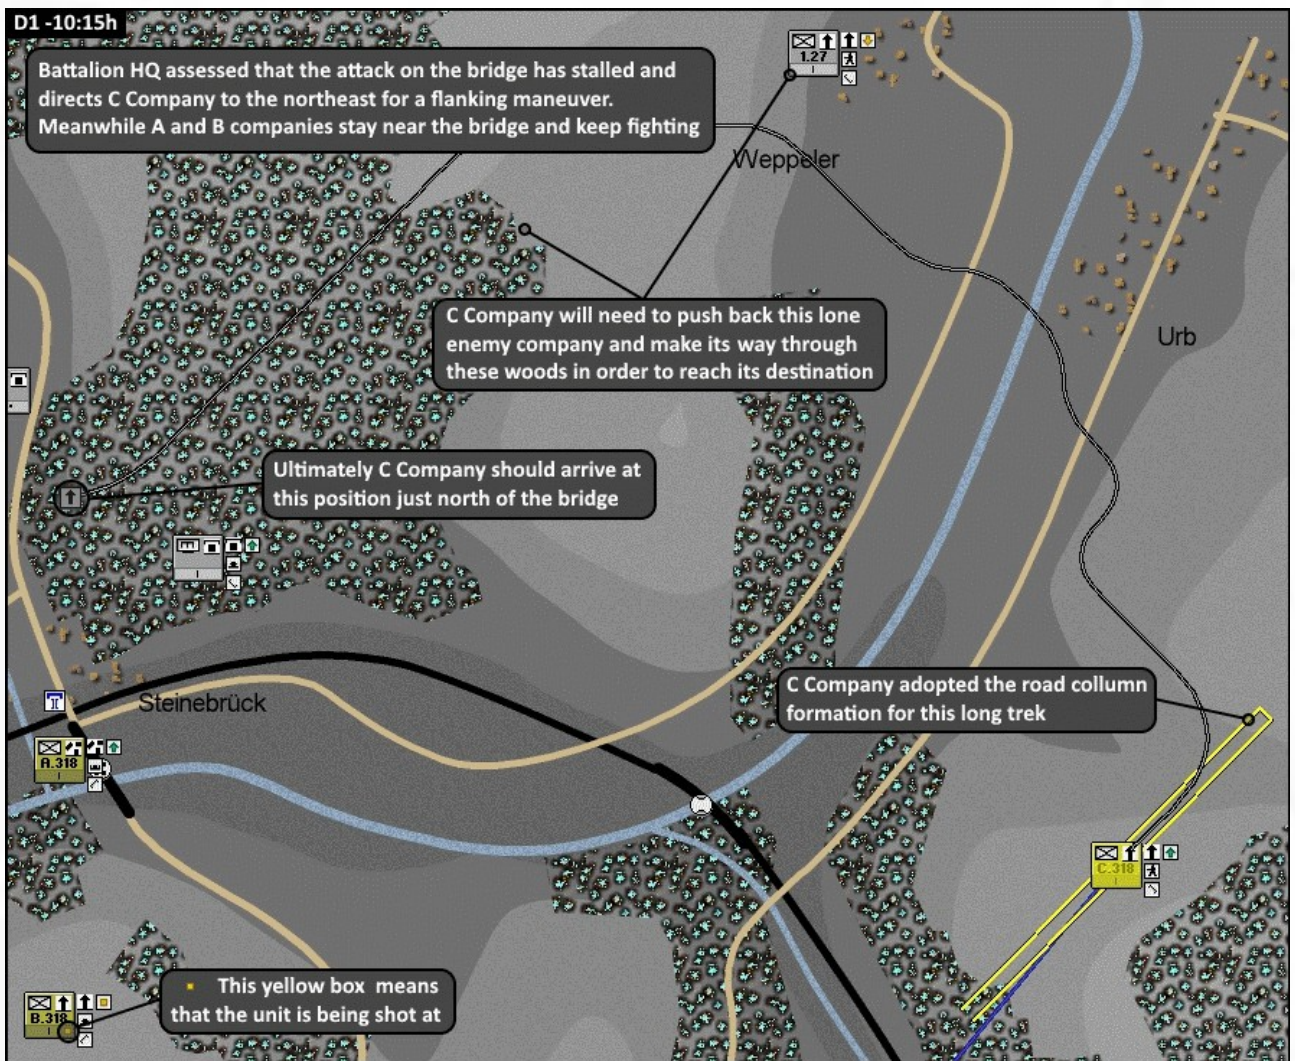 D1 -10:15h
Battalion HQ assessed that the attack on the bridge has stalled and
directs C Company to the northeast for a flanking maneuver.
Meanwhile A and B companies stay near the bridge and keep fighting
1.27
Weppeler
C Company will need to push back this lone
enemy company and make its way through
these woods in order to reach its destination
Urb
Ultimately C Company should arrive at
this position just north of the bridge
C Company adopted the road collumn
formation for this long trek
Steinebrück
A.318
C.318
This yellow box means
that the unit is being shot at
B.318